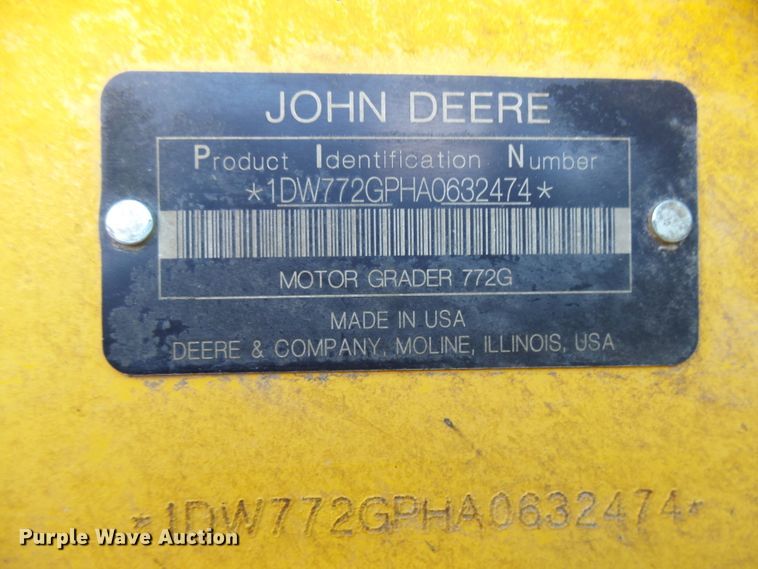 JOHN DEERE
Product Identification Number
*1DW772GPHA0632474*
MOTOR GRADER 772G
MADE IN USA
DEERE & COMPANY, MOLINE, ILLINOIS, USA
*1DW772GPHA0632474*
Purple Wave Auction